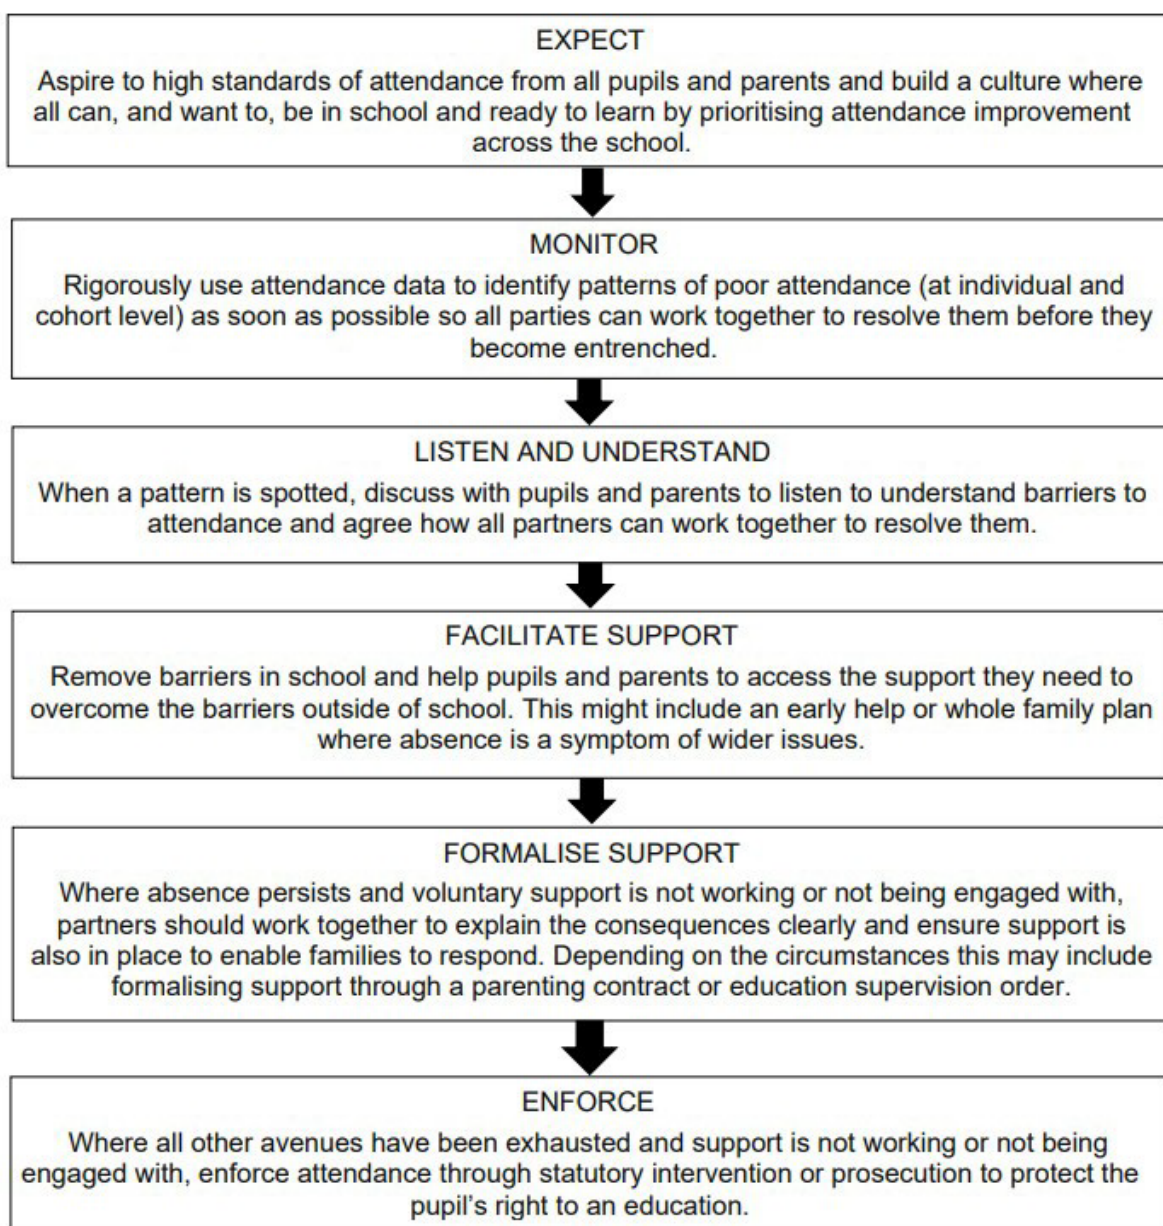 EXPECT
Aspire to high standards of attendance from all pupils and parents and build a culture where
all can, and want to, be in school and ready to learn by prioritising attendance improvement
across the school.
MONITOR
Rigorously use attendance data to identify patterns of poor attendance (at individual and
cohort level) as soon as possible so all parties can work together to resolve them before they
become entrenched.
LISTEN AND UNDERSTAND
When a pattern is spotted, discuss with pupils and parents to listen to understand barriers to
attendance and agree how all partners can work together to resolve them.
FACILITATE SUPPORT
Remove barriers in school and help pupils and parents to access the support they need to
overcome the barriers outside of school. This might include an early help or whole family plan
where absence is a symptom of wider issues.
FORMALISE SUPPORT
Where absence persists and voluntary support is not working or not being engaged with,
partners should work together to explain the consequences clearly and ensure support is
also in place to enable families to respond. Depending on the circumstances this may include
formalising support through a parenting contract or education supervision order.
ENFORCE
Where all other avenues have been exhausted and support is not working or not being
engaged with, enforce attendance through statutory intervention or prosecution to protect the
pupil's right to an education.